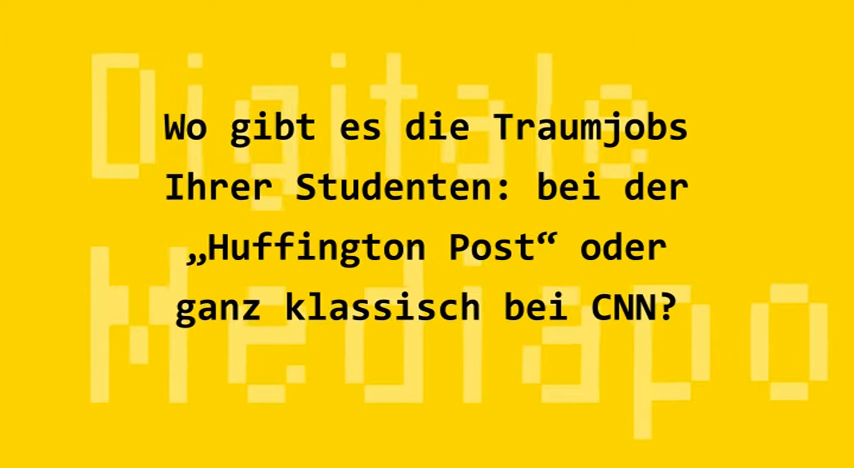 Digitale
Wo gibt es die Traumjobs
Ihrer Studenten: bei der
„Huffington Post“ oder
ganz klassisch bei CNN?
Mediapo